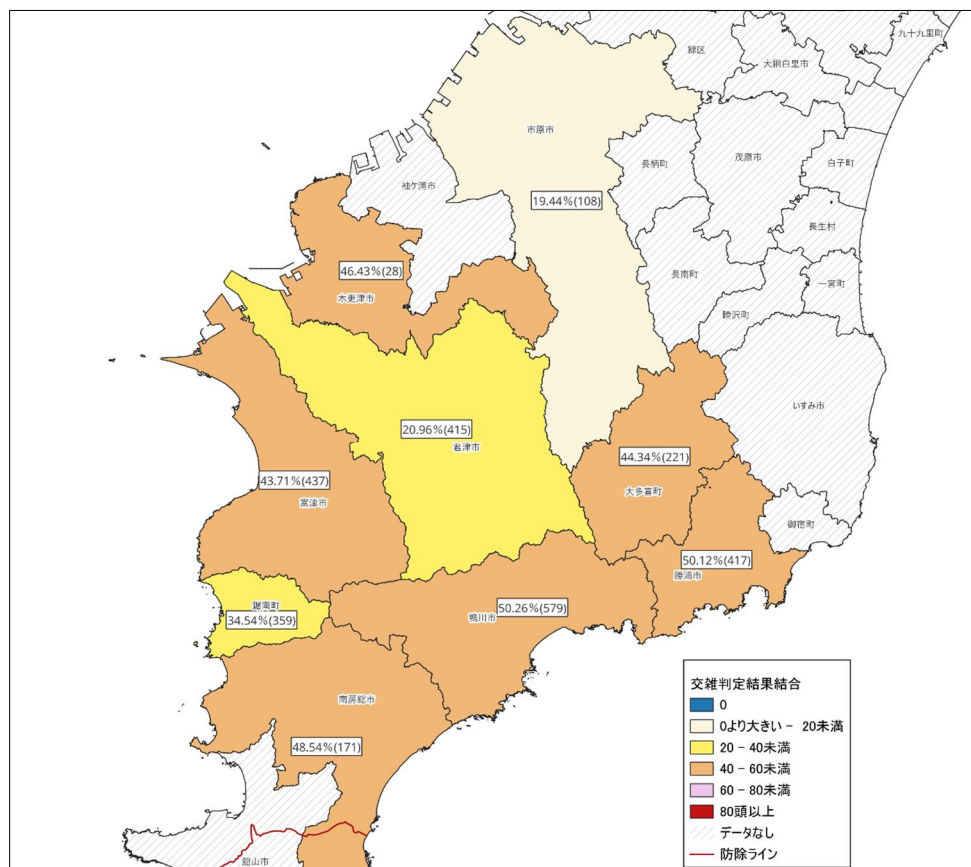 九十九里町
緑区
大網白里市
市原市
長柄町
茂原市
白子町
袖ケ浦市
19.44%(108)
長生村
46.43%(28)
長南町
一宮町
木更津市
睦沢町
いすみ市
20.96%(415)
君津市
44.34%(221)
43.71%(437)
大多喜町
富津市
御宿町
50.12%(417)
勝浦市
鋸南町
50.26%(579)
34.54%(359)
鴨川市
南房総市
48.54%(171)
館山市
交雑判定結果結合
0
0より大きい － 20未満
20 － 40未満
40 － 60未満
60 － 80未満
80頭以上
データなし
防除ライン